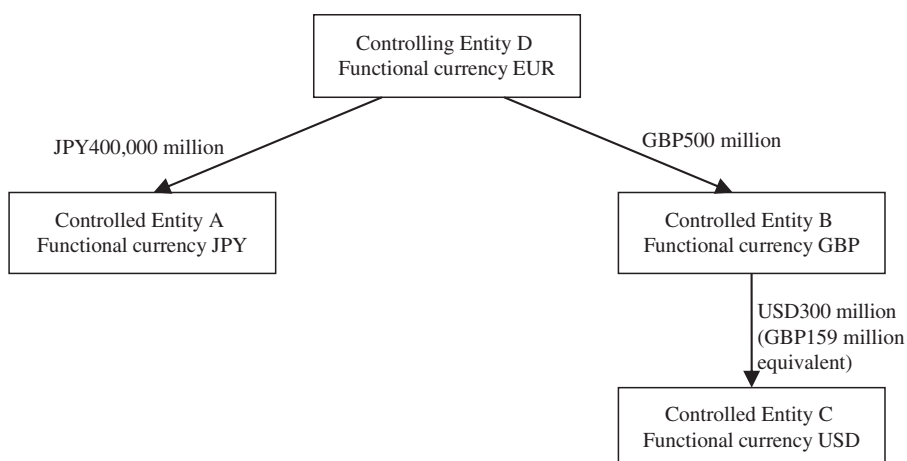 Controlling Entity D
Functional currency EUR
JPY400,000 million
GBP500 million
Controlled Entity A
Functional currency JPY
Controlled Entity B
Functional currency GBP
USD300 million
(GBP159 million
equivalent)
Controlled Entity C
Functional currency USD